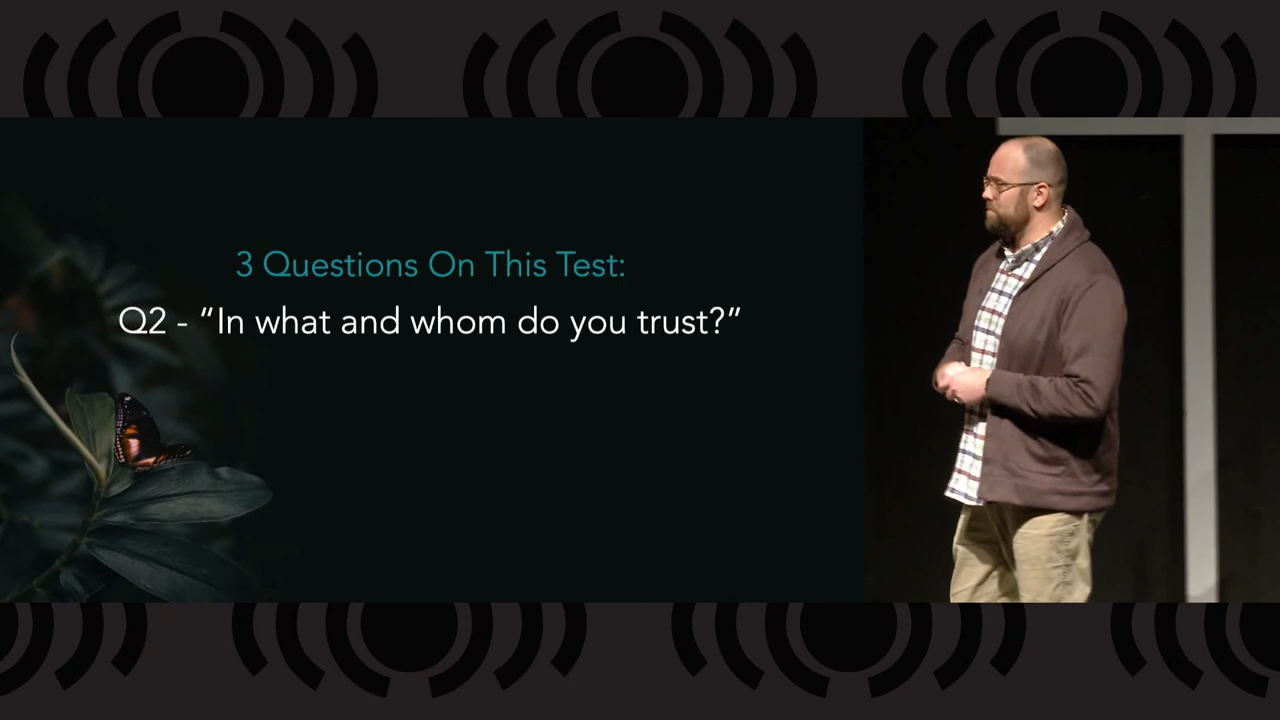 3 Questions On This Test:
Q2 - “In what and whom do you trust?”